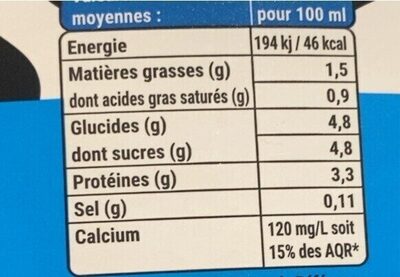 moyennes : pour 100 ml
Energie 194 kj / 46 kcal
Matières grasses (g) 1,5
dont acides gras saturés (g) 0,9
Glucides (g) 4,8
dont sucres (g) 4,8
Protéines (g) 3,3
Sel (g) 0,11
Calcium 120 mg/L soit
15% des AQR*